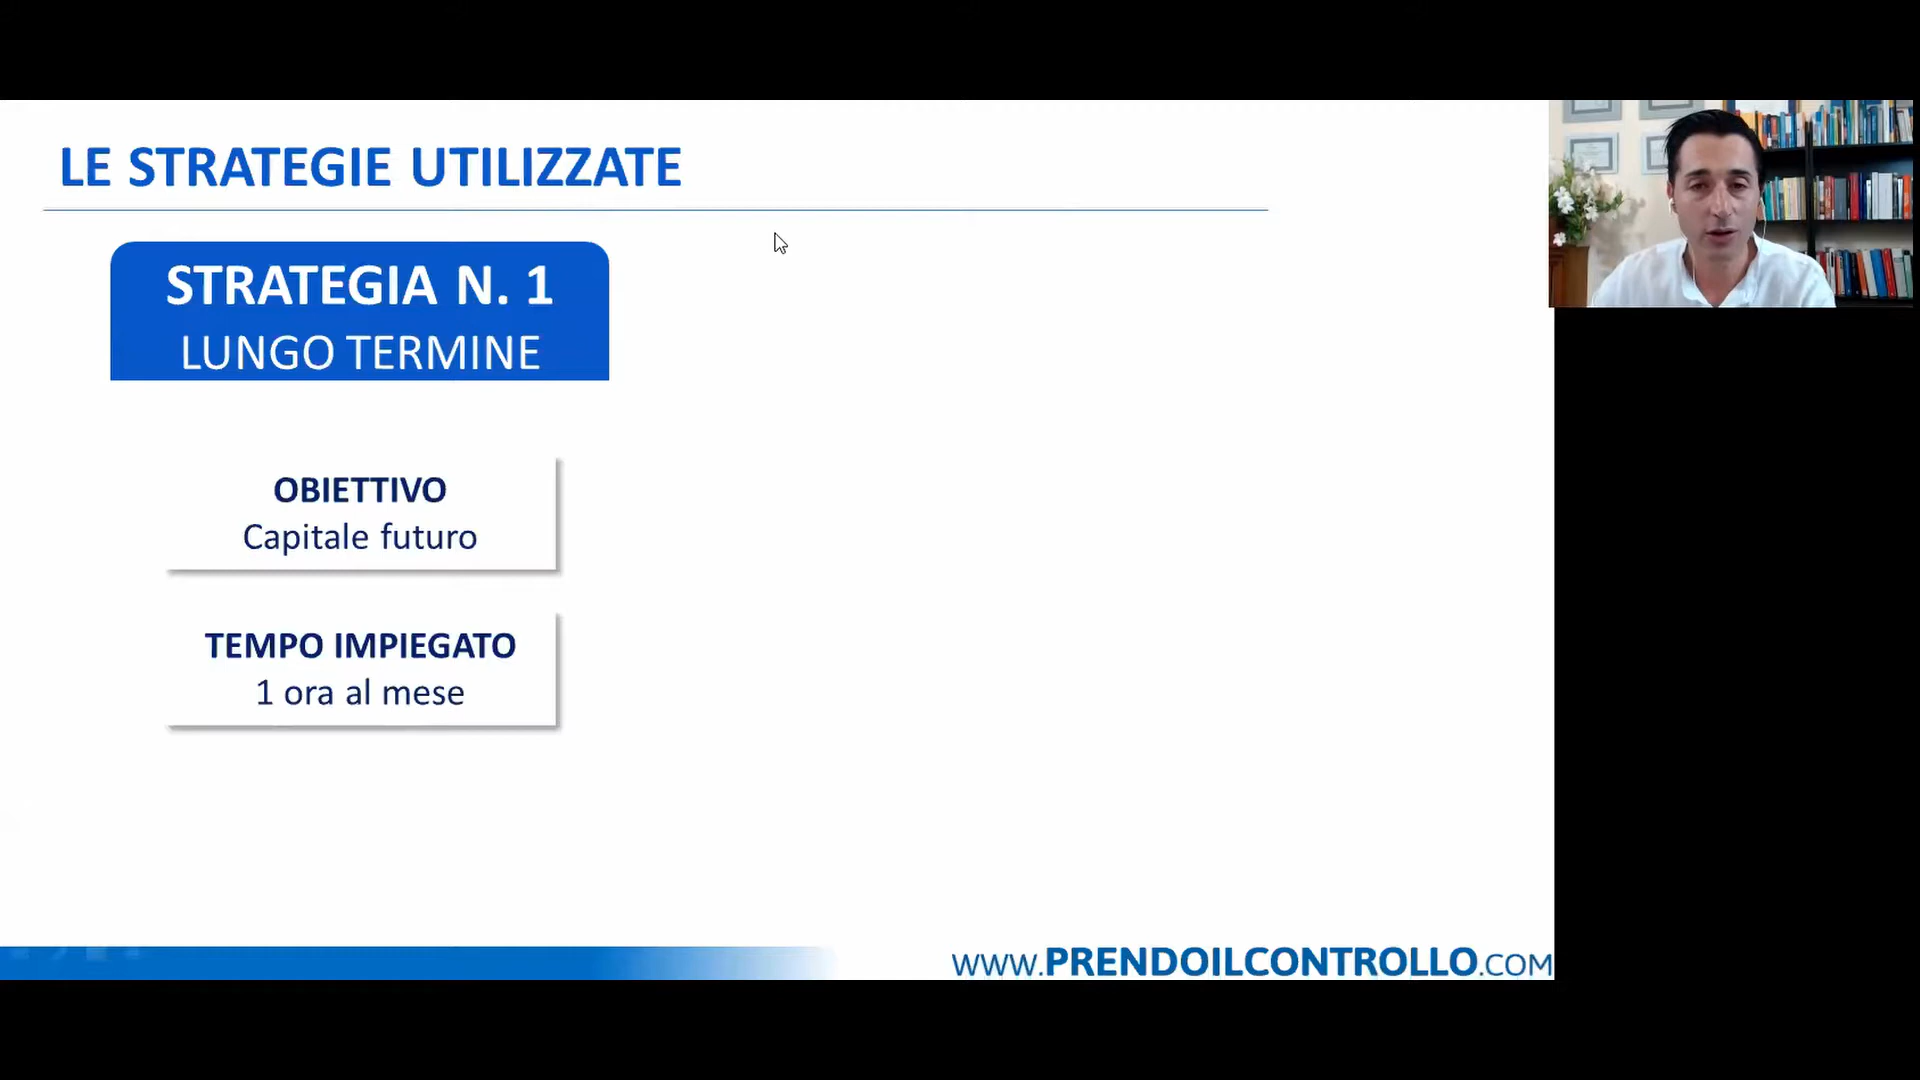 LE STRATEGIE UTILIZZATE
STRATEGIA N. 1
LUNGO TERMINE
OBIETTIVO
Capitale futuro
TEMPO IMPIEGATO
1 ora al mese
WWW.PRENDOILCONTROLLO.COM